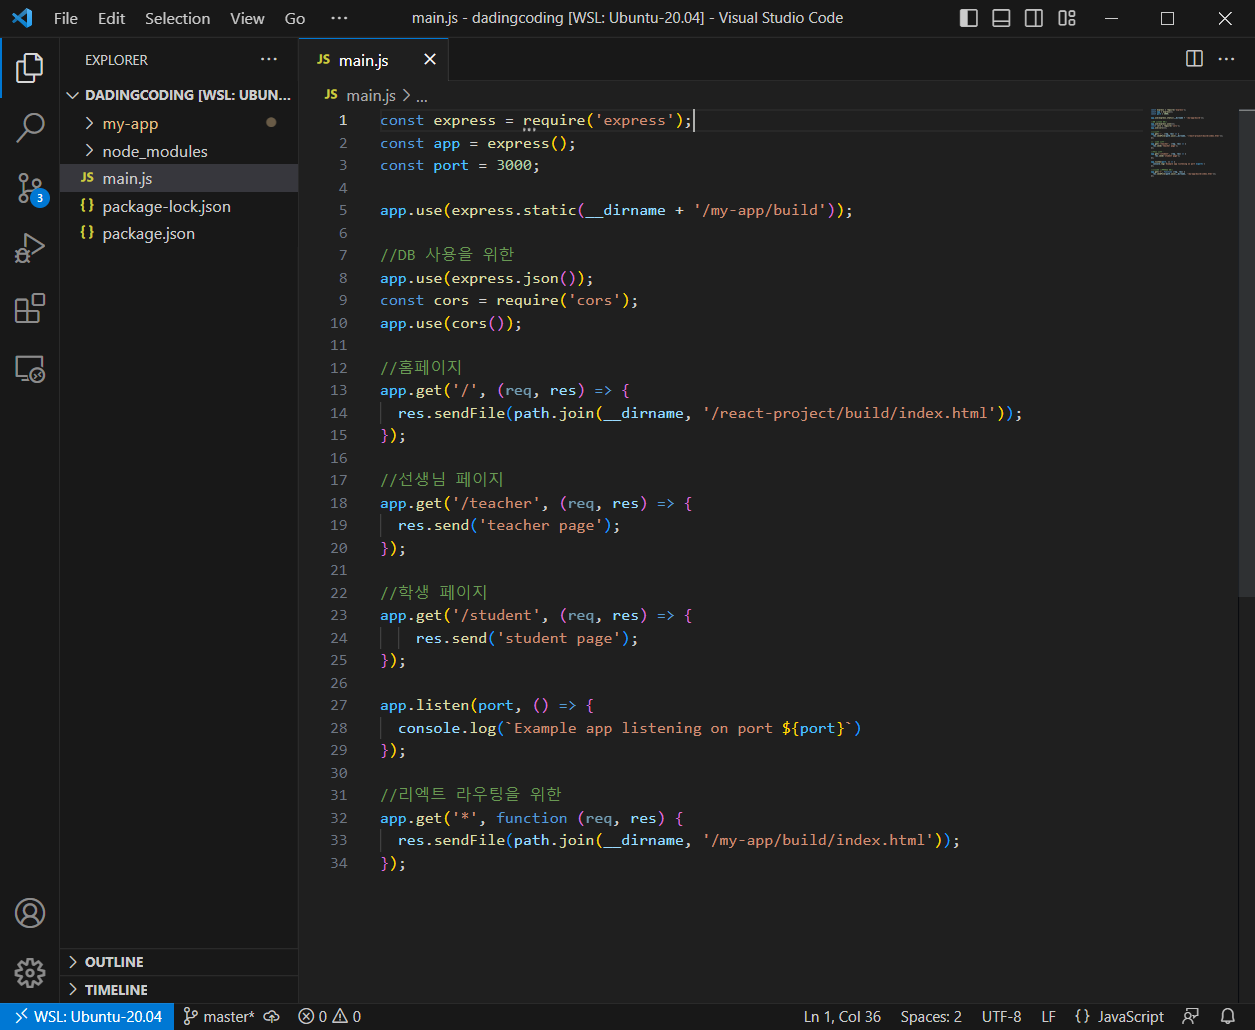 File Edit Selection View Go ··· main.js - dadingcoding [WSL: Ubuntu-20.04] - Visual Studio Code
EXPLORER ···
DADINGCODING [WSL: UBUN...
my-app
node_modules
JS main.js
{} package-lock.json
{} package.json
3
OUTLINE
TIMELINE
JS main.js
JS main.js > ...
1 const express = require('express');
2 const app = express();
3 const port = 3000;
4
5 app.use(express.static(__dirname + '/my-app/build'));
6
7 //DB 사용을 위한
8 app.use(express.json());
9 const cors = require('cors');
10 app.use(cors());
11
12 //홈페이지
13 app.get('/', (req, res) => {
14 res.sendFile(path.join(__dirname, '/react-project/build/index.html'));
15 });
16
17 //선생님 페이지
18 app.get('/teacher', (req, res) => {
19 res.send('teacher page');
20 });
21
22 //학생 페이지
23 app.get('/student', (req, res) => {
24 res.send('student page');
25 });
26
27 app.listen(port, () => {
28 console.log(`Example app listening on port ${port}`)
29 });
30
31 //리엑트 라우팅을 위한
32 app.get('*', function (req, res) {
33 res.sendFile(path.join(__dirname, '/my-app/build/index.html'));
34 });
WSL: Ubuntu-20.04 master* 0 0 Ln 1, Col 36 Spaces: 2 UTF-8 LF {} JavaScript